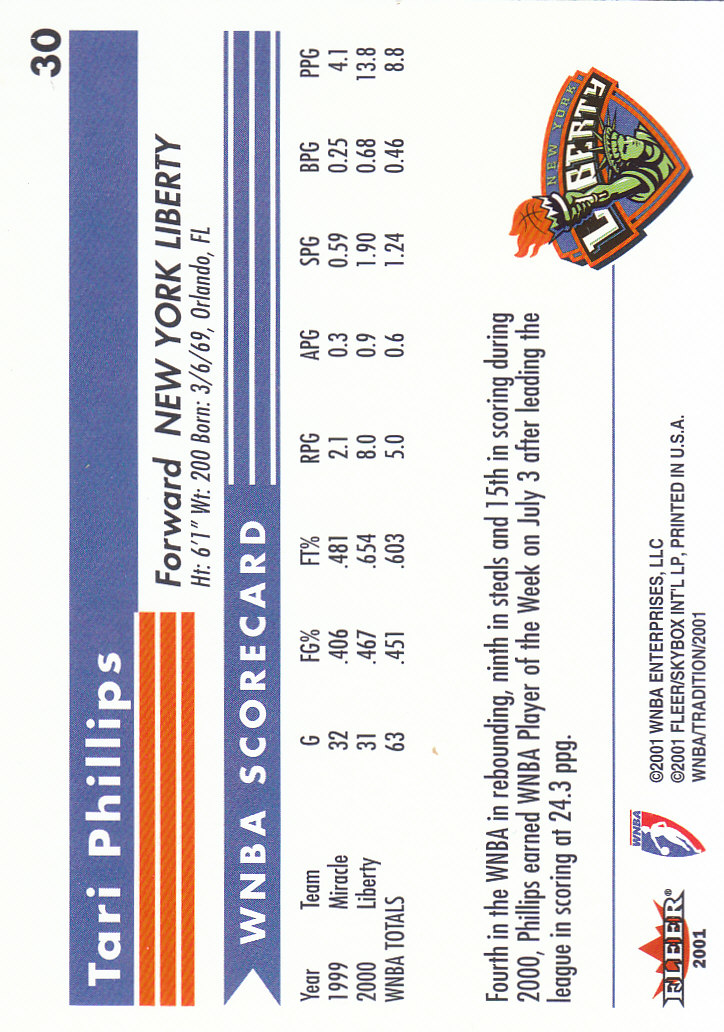 30
Tari Phillips
Forward NEW YORK LIBERTY
Ht: 6'1" Wt: 200 Born: 3/6/69, Orlando, FL
WNBA SCORECARD
Year Team G FG% FT% RPG APG SPG BPG PPG
1999 Miracle 32 .406 .481 2.1 0.3 0.59 0.25 4.1
2000 Liberty 31 .467 .654 8.0 0.9 1.90 0.68 13.8
WNBA TOTALS 63 .451 .603 5.0 0.6 1.24 0.46 8.8
Fourth in the WNBA in rebounding, ninth in steals and 15th in scoring during
2000, Phillips earned WNBA Player of the Week on July 3 after leading the
league in scoring at 24.3 ppg.
NEW YORK
LIBERTY
FLEER®
2001
WNBA
©2001 WNBA ENTERPRISES, LLC
©2001 FLEER/SKYBOX INT'L LP, PRINTED IN U.S.A.
WNBA/TRADITION/2001